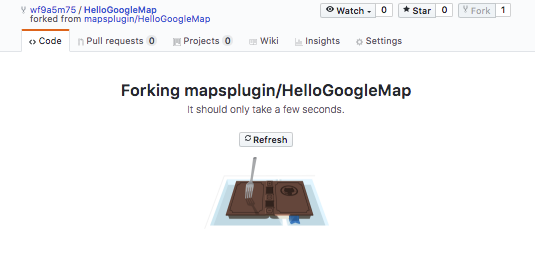 wf9a5m75 / HelloGoogleMap
forked from mapsplugin/HelloGoogleMap
Watch 0 Star 0 Fork 1
Code Pull requests 0 Projects 0 Wiki Insights Settings
Forking mapsplugin/HelloGoogleMap
It should only take a few seconds.
Refresh